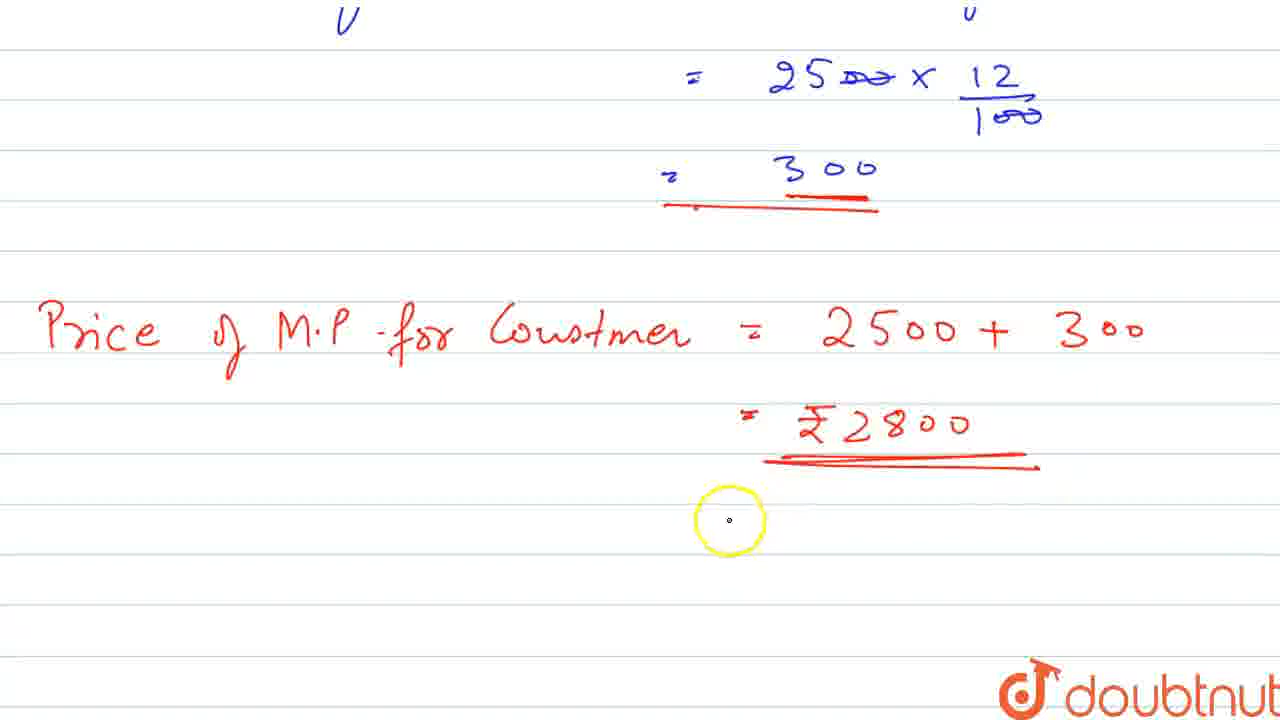 = 2500 × 12/100
= 300
Price of M.P. for Coustmer = 2500 + 300
= ₹2800
doubtnut